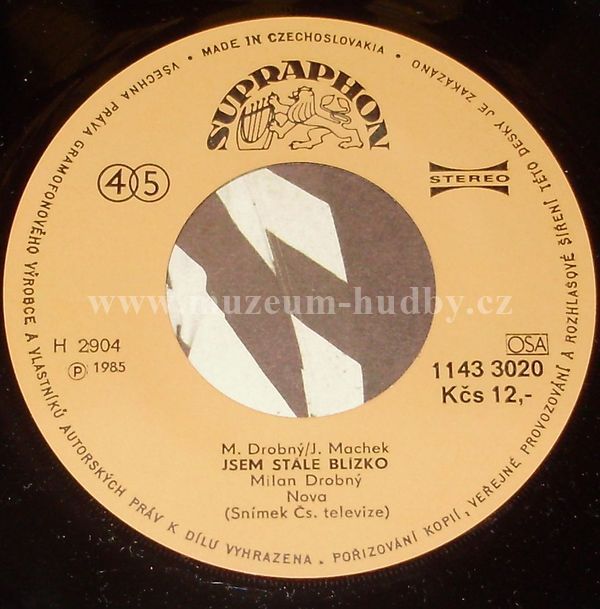 VŠECHNA PRÁVA GRAMOFONOVÉHO VÝROBCE A VLASTNÍKŮ AUTORSKÝCH PRÁV K DÍLU VYHRAZENA. POŘIZOVÁNÍ KOPIÍ, VEŘEJNÉ PROVOZOVÁNÍ A ROZHLASOVÉ ŠÍŘENÍ TÉTO DESKY JE ZAKÁZÁNO • MADE IN CZECHOSLOVAKIA •
SUPRAPHON
45
STEREO
www.muzeum-hudby.cz
H 2904
Ⓟ 1985
OSA
1143 3020
Kčs 12,-
M. Drobný/J. Machek
JSEM STÁLE BLÍZKO
Milan Drobný
Nova
(Snímek Čs. televize)